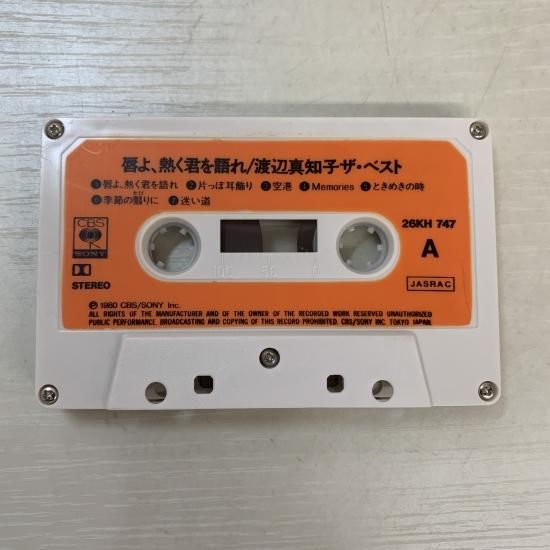 唇よ、熱く君を語れ/渡辺真知子ザ・ベスト
❶唇よ、熱く君を語れ ❷片っぽ耳飾り ❸空港 ❹Memories ❺ときめきの時
❻季節の翳りに ❼迷い道
かげ
CBS
SONY
26KH 747
A
STEREO
JASRAC
100 50 0
Ⓟ1980 CBS/SONY Inc.
ALL RIGHTS OF THE MANUFACTURER AND OF THE OWNER OF THE RECORDED WORK RESERVED UNAUTHORIZED
PUBLIC PERFORMANCE BROADCASTING AND COPYING OF THIS RECORD PROHIBITED. CBS/SONY INC. TOKYO JAPAN.